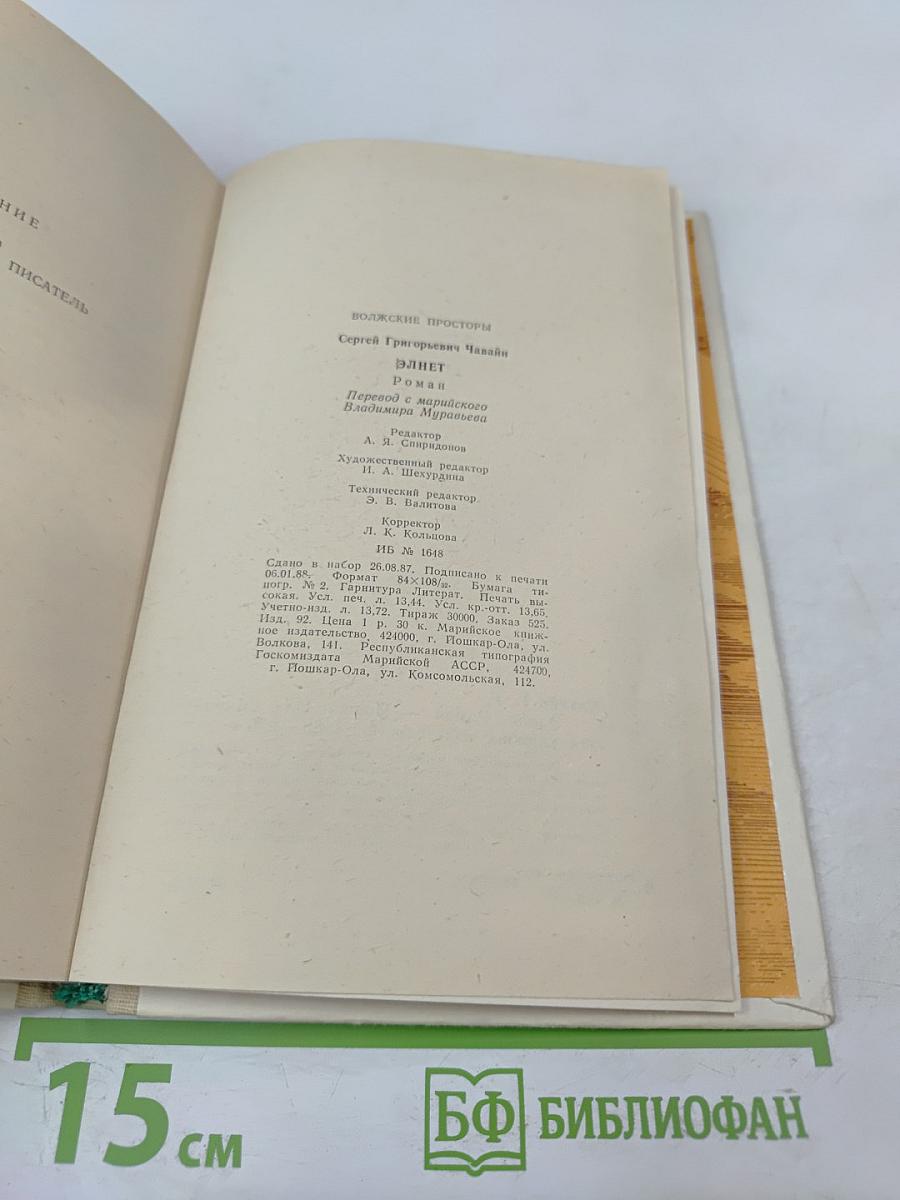 НИЕ
ПИСАТЕЛЬ
ВОЛЖСКИЕ ПРОСТОРЫ
Сергей Григорьевич Чавайн
ЭЛНЕТ
Роман
Перевод с марийского
Владимира Муравьева
Редактор
А. Я. Спиридонов
Художественный редактор
И. А. Шехурдина
Технический редактор
Э. В. Валитова
Корректор
Л. К. Кольцова
ИБ № 1648
Сдано в набор 26.08.87. Подписано к печати
06.01.88. Формат 84×108/32. Бумага ти-
погр. № 2. Гарнитура Литерат. Печать вы-
сокая. Усл. печ. л. 13,44. Усл. кр.-отт. 13,65.
Учетно-изд. л. 13,72. Тираж 30000. Заказ 525.
Изд. 92. Цена 1 р. 30 к. Марийское книж-
ное издательство, 424000, г. Йошкар-Ола, ул.
Волкова, 141. Республиканская типография
Госкомиздата Марийской АССР, 424700,
г. Йошкар-Ола, ул. Комсомольская, 112.
15 см
БФ БИБЛИОФАН